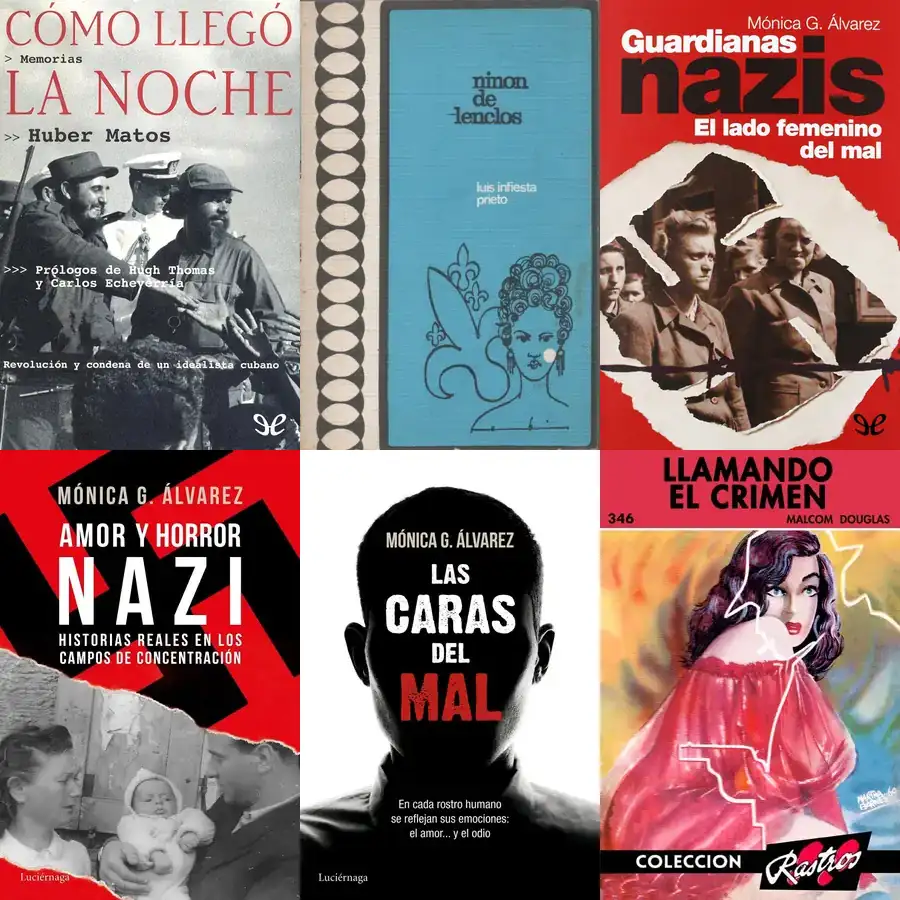 CÓMO LLEGÓ
> Memorias
LA NOCHE
>> Huber Matos
>>> Prólogos de Hugh Thomas
y Carlos Echeverría
Revolución y condena de un idealista cubano
ninon
de
lenclos
luis infiesta
prieto
Mónica G. Álvarez
Guardianas
nazis
El lado femenino
del mal
MÓNICA G. ÁLVAREZ
AMOR Y HORROR
NAZI
HISTORIAS REALES EN LOS
CAMPOS DE CONCENTRACIÓN
Luciérnaga
MÓNICA G. ÁLVAREZ
LAS
CARAS
DEL
MAL
En cada rostro humano
se reflejan sus emociones:
el amor... y el odio
Luciérnaga
LLAMANDO
EL CRIMEN
346
MALCOM DOUGLAS
COLECCION
Rastros